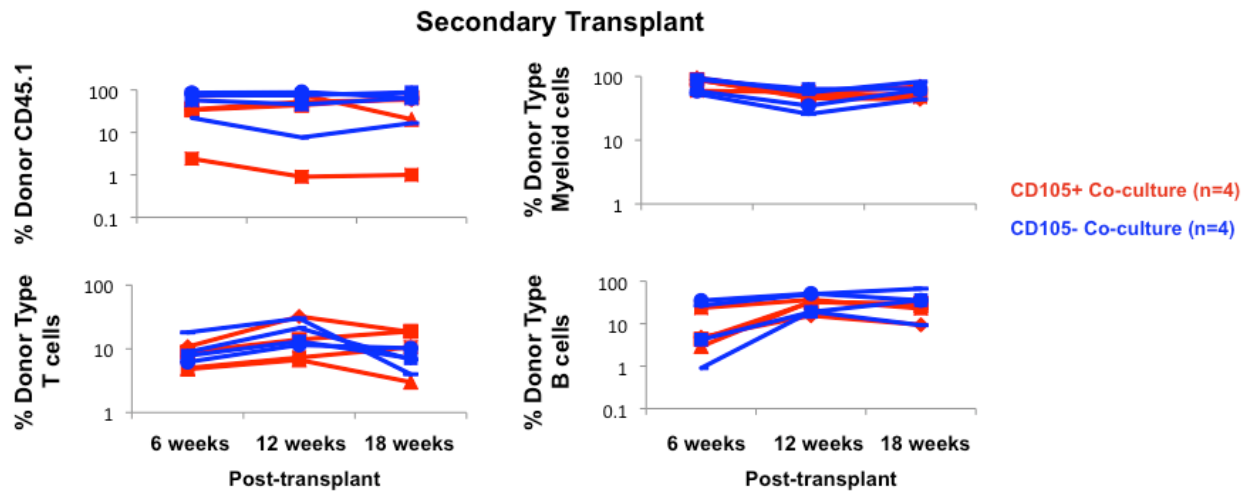 Secondary Transplant
% Donor CD45.1
100
10
1
0.1
% Donor Type
Myeloid cells
100
10
1
CD105+ Co-culture (n=4)
CD105- Co-culture (n=4)
% Donor Type
T cells
100
10
1
6 weeks 12 weeks 18 weeks
Post-transplant
% Donor Type
B cells
100
10
1
0.1
6 weeks 12 weeks 18 weeks
Post-transplant